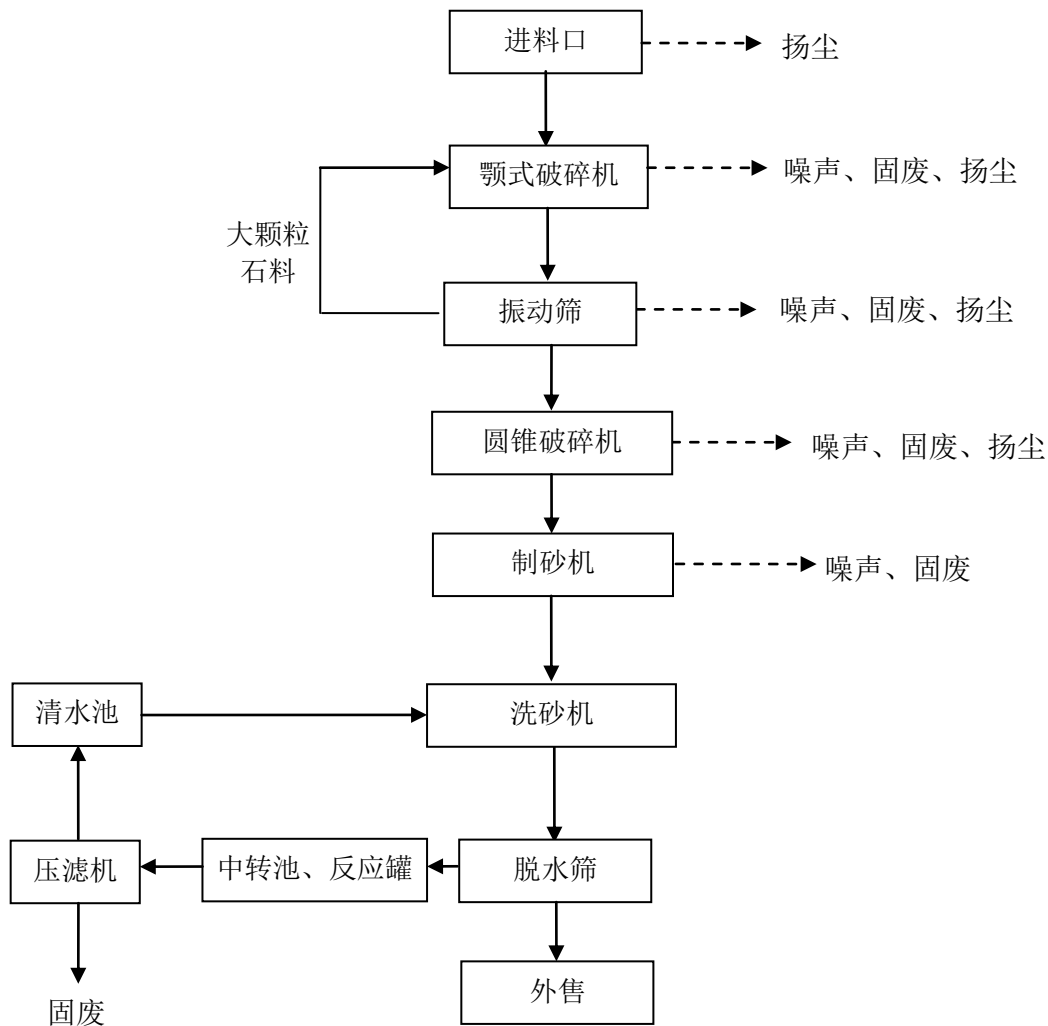 进料口
扬尘
颚式破碎机
噪声、固废、扬尘
大颗粒
石料
振动筛
噪声、固废、扬尘
圆锥破碎机
噪声、固废、扬尘
制砂机
噪声、固废
清水池
洗砂机
压滤机
中转池、反应罐
脱水筛
固废
外售